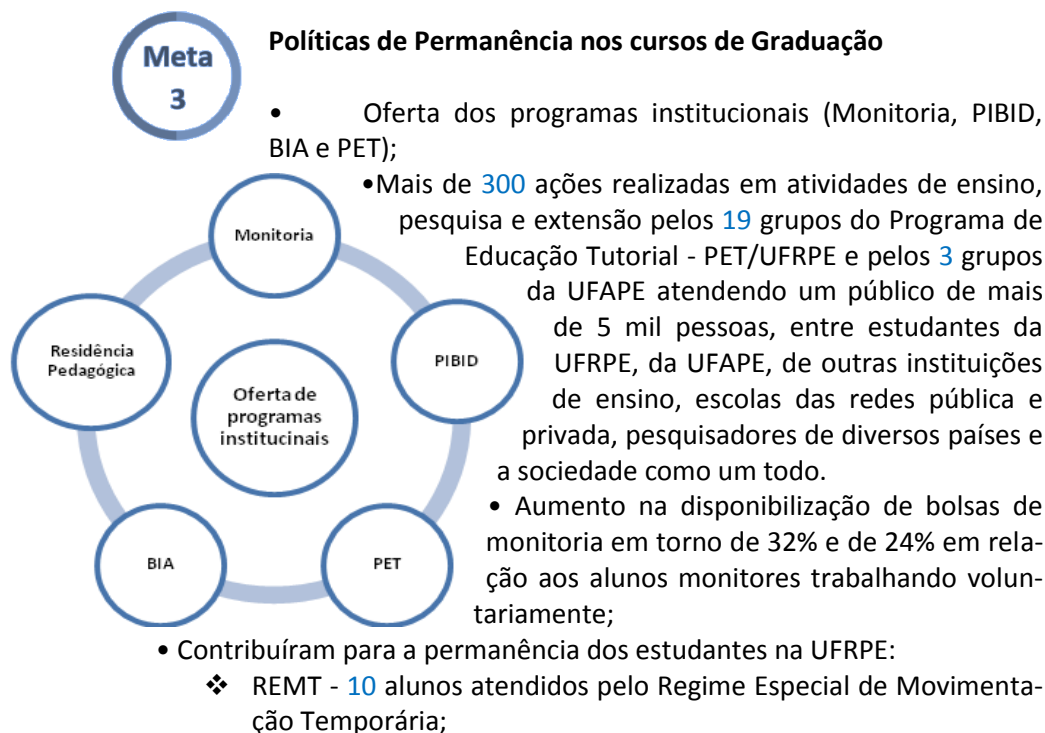 Meta
3
Políticas de Permanência nos cursos de Graduação
• Oferta dos programas institucionais (Monitoria, PIBID,
BIA e PET);
•Mais de 300 ações realizadas em atividades de ensino,
pesquisa e extensão pelos 19 grupos do Programa de
Educação Tutorial - PET/UFRPE e pelos 3 grupos
da UFAPE atendendo um público de mais
de 5 mil pessoas, entre estudantes da
UFRPE, da UFAPE, de outras instituições
de ensino, escolas das redes pública e
privada, pesquisadores de diversos países e
a sociedade como um todo.
• Aumento na disponibilização de bolsas de
monitoria em torno de 32% e de 24% em rela-
ção aos alunos monitores trabalhando volun-
tariamente;
Monitoria
PIBID
PET
BIA
Residência
Pedagógica
Oferta de
programas
institucinais
• Contribuíram para a permanência dos estudantes na UFRPE:
❖ REMT - 10 alunos atendidos pelo Regime Especial de Movimenta-
ção Temporária;